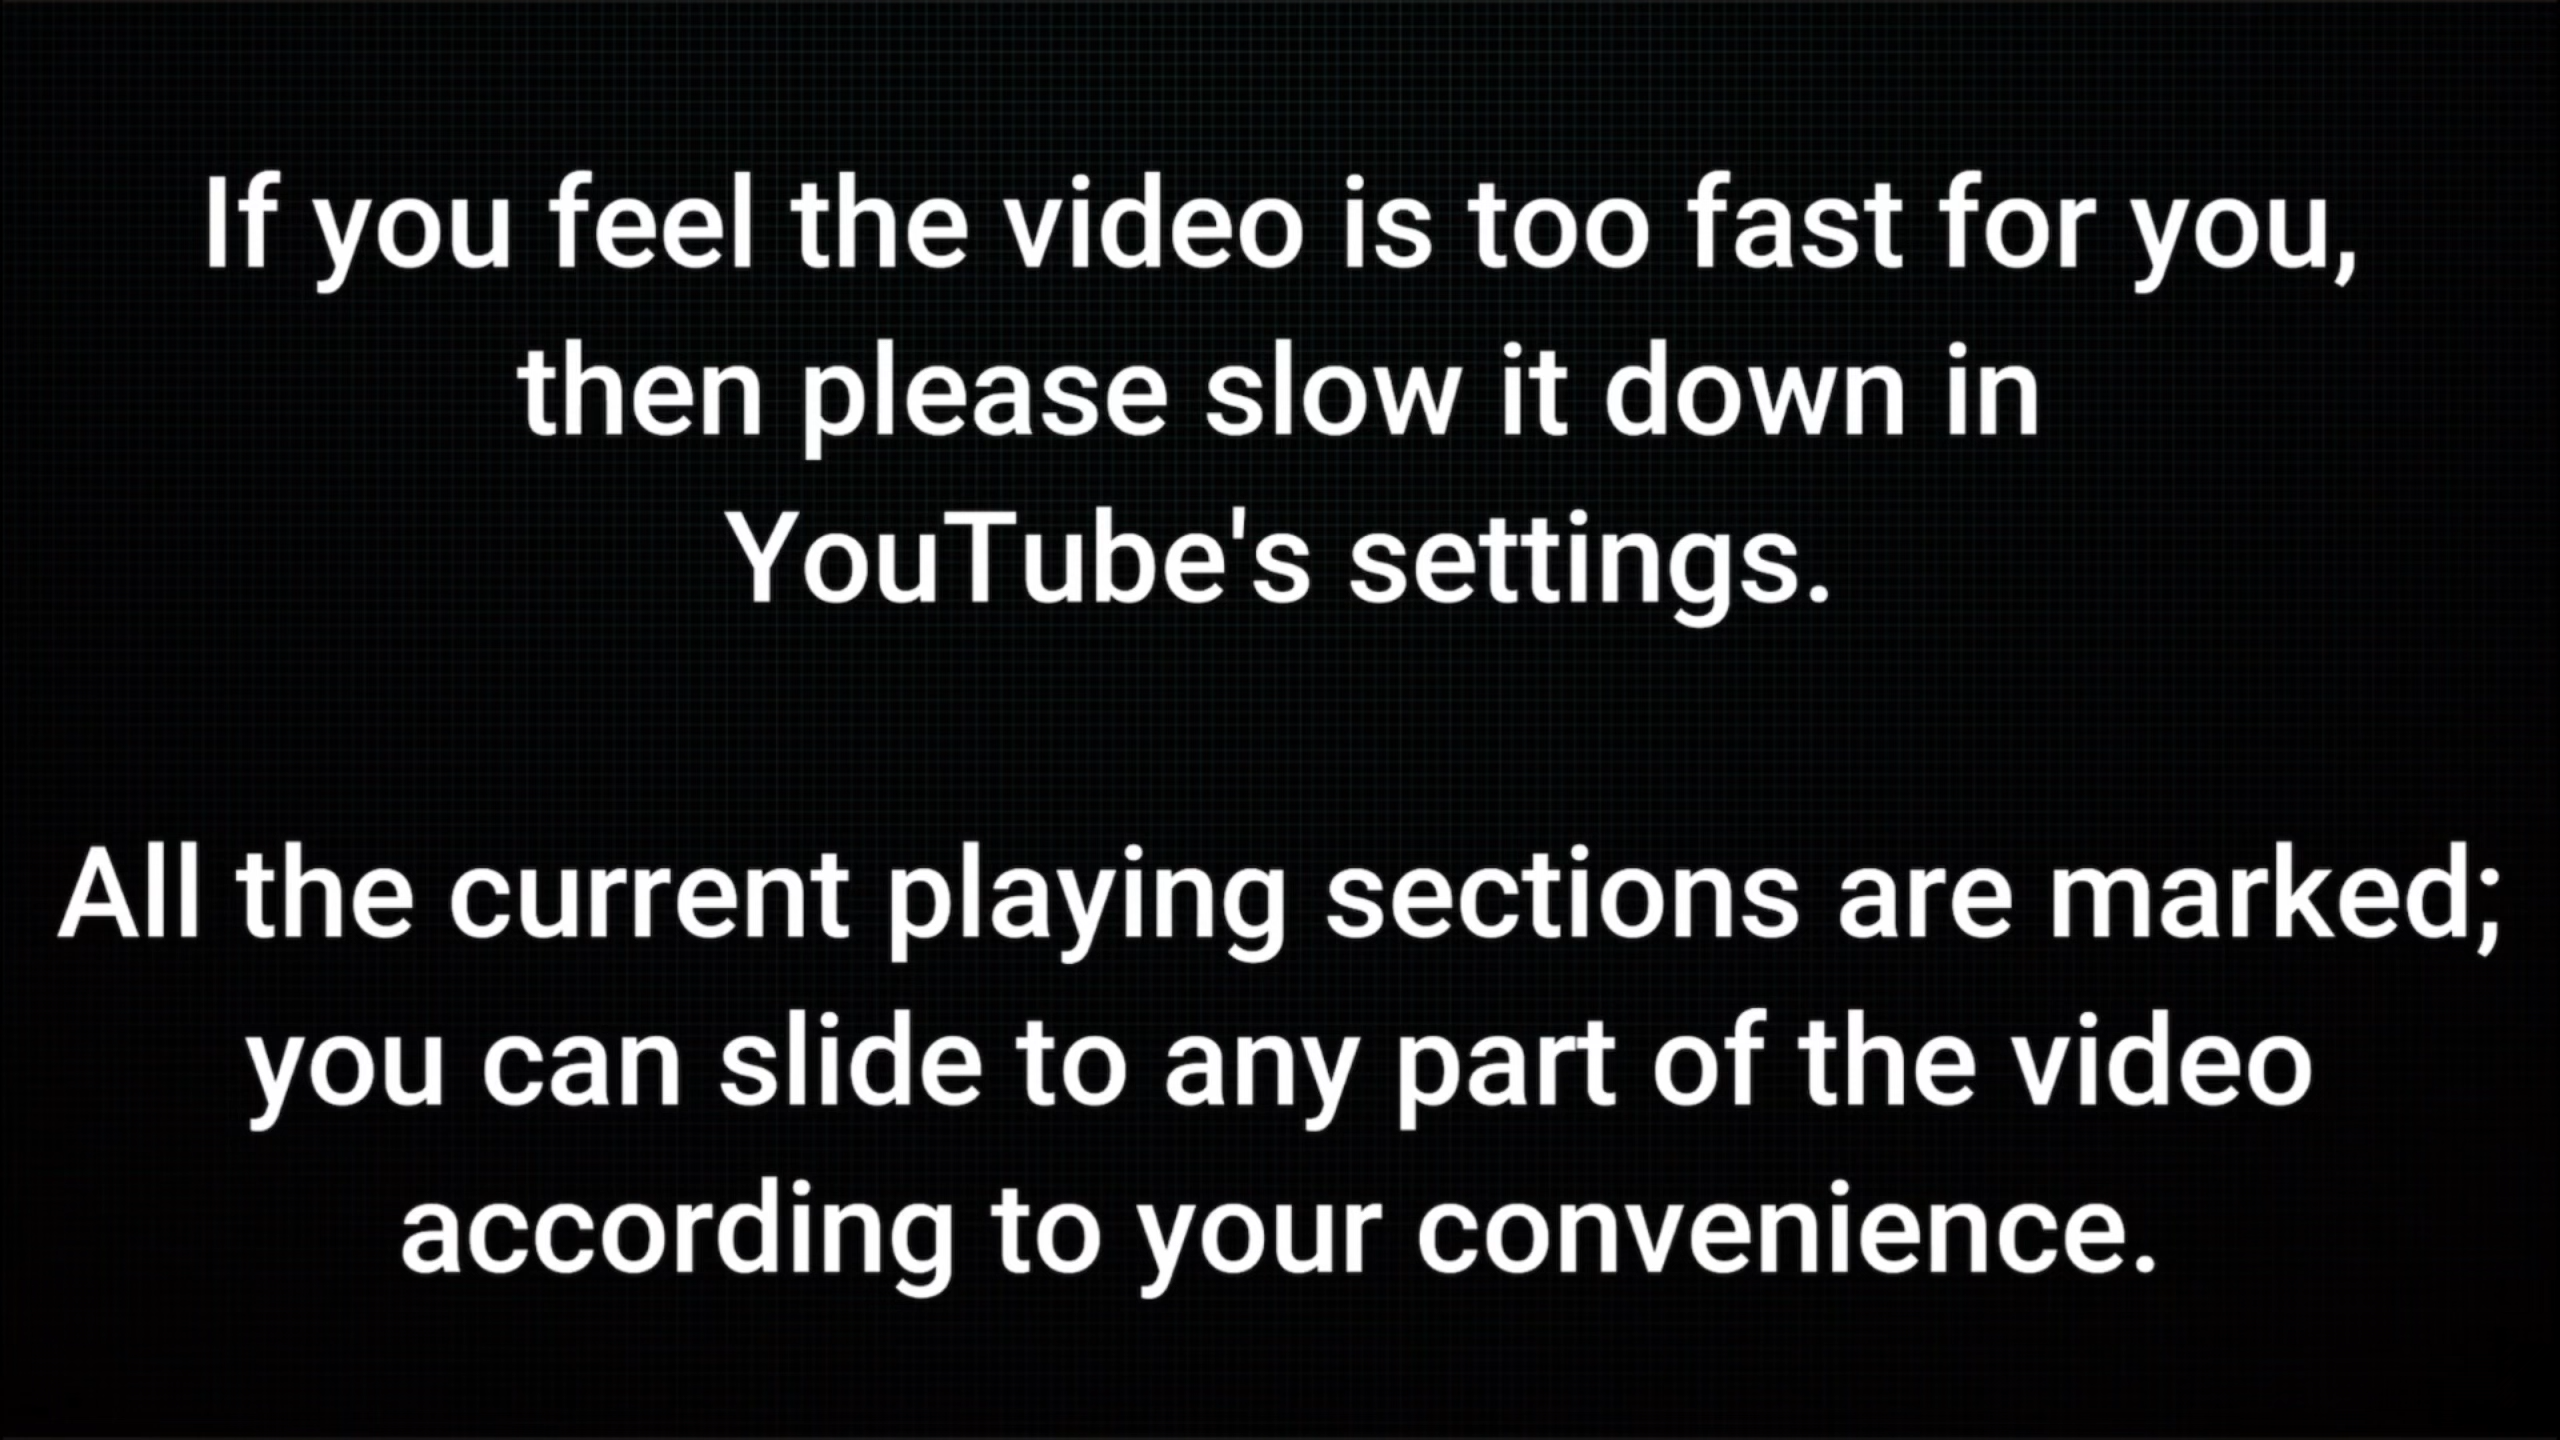 If you feel the video is too fast for you,
then please slow it down in
YouTube's settings.
All the current playing sections are marked;
you can slide to any part of the video
according to your convenience.